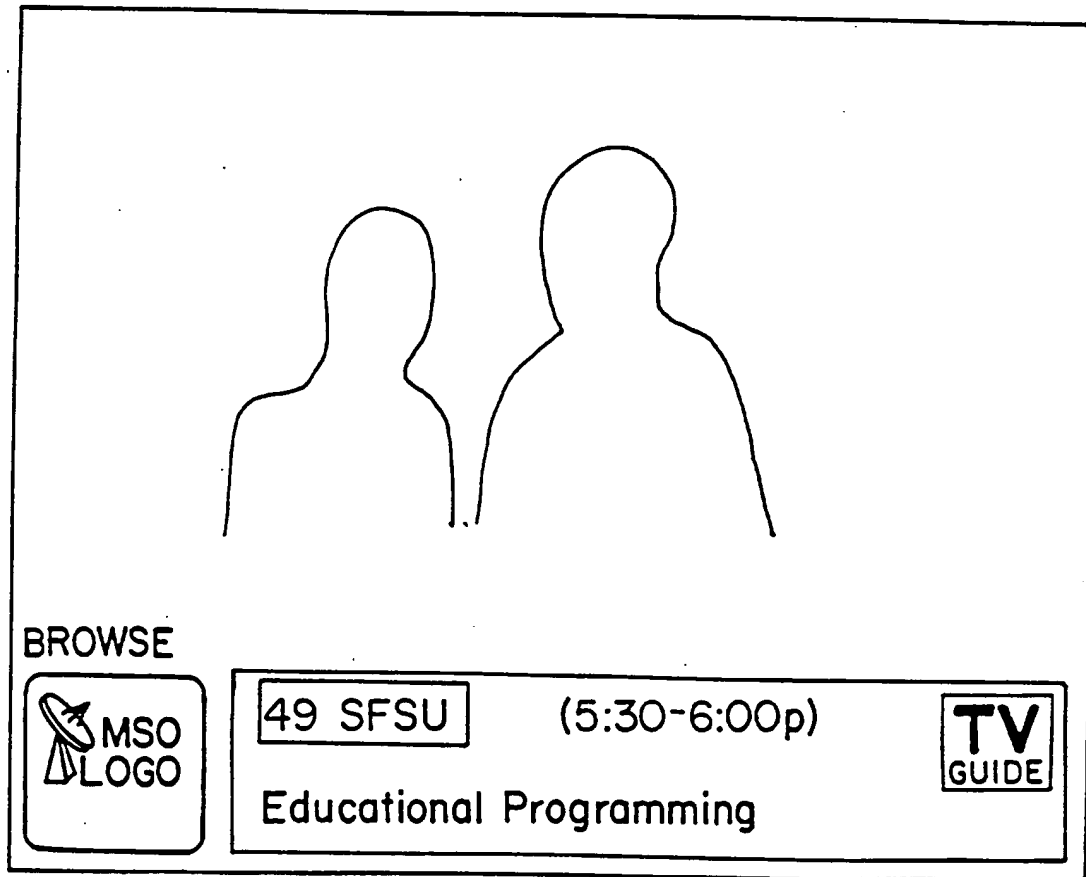 BROWSE
MSO
LOGO
49 SFSU (5:30-6:00p)
Educational Programming
TV
GUIDE